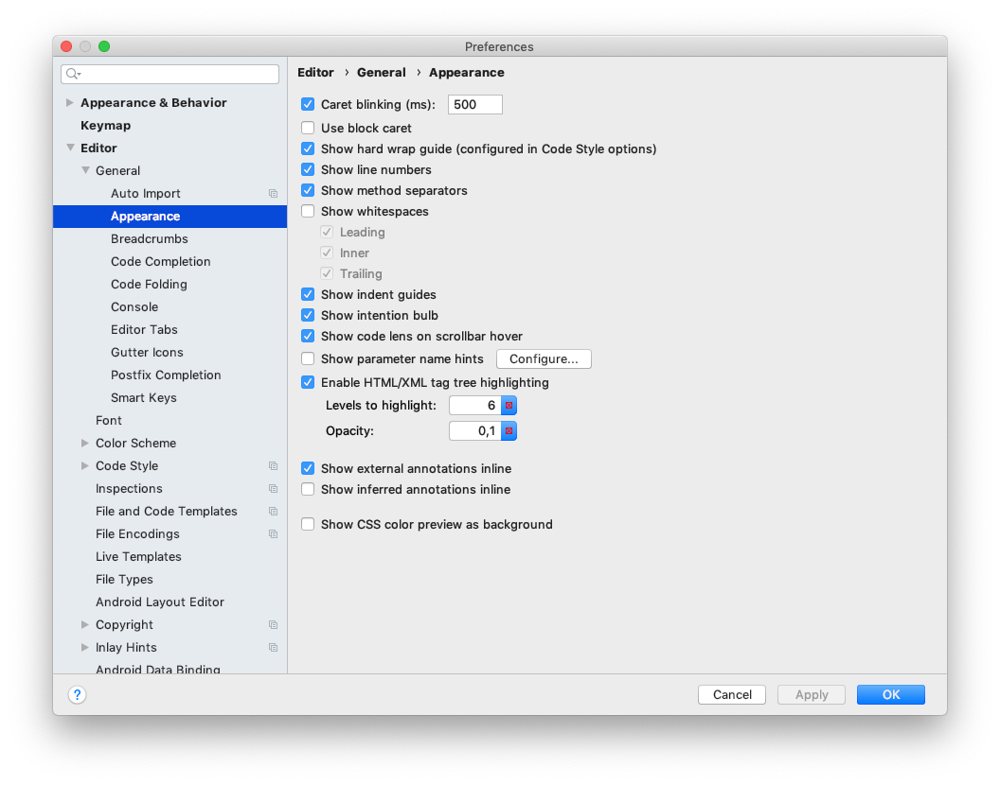 Preferences
Appearance & Behavior
Keymap
Editor
General
Auto Import
Appearance
Breadcrumbs
Code Completion
Code Folding
Console
Editor Tabs
Gutter Icons
Postfix Completion
Smart Keys
Font
Color Scheme
Code Style
Inspections
File and Code Templates
File Encodings
Live Templates
File Types
Android Layout Editor
Copyright
Inlay Hints
Android Data Binding
Editor › General › Appearance
Caret blinking (ms): 500
Use block caret
Show hard wrap guide (configured in Code Style options)
Show line numbers
Show method separators
Show whitespaces
Leading
Inner
Trailing
Show indent guides
Show intention bulb
Show code lens on scrollbar hover
Show parameter name hints Configure...
Enable HTML/XML tag tree highlighting
Levels to highlight: 6
Opacity: 0,1
Show external annotations inline
Show inferred annotations inline
Show CSS color preview as background
? Cancel Apply OK